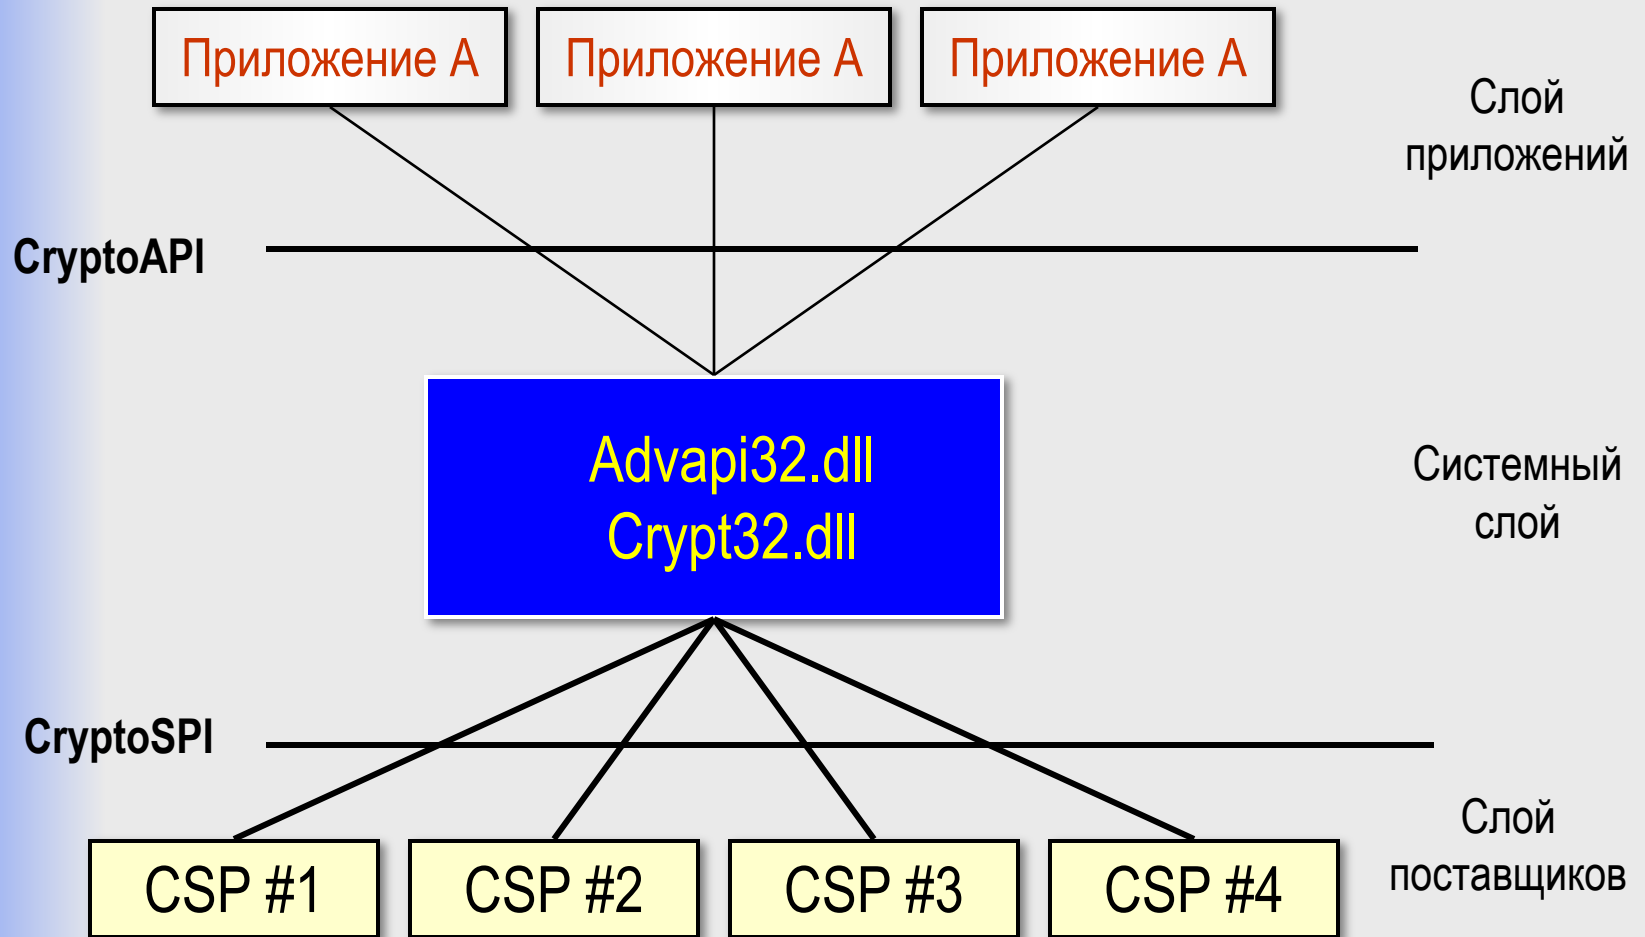 Приложение А
Приложение А
Приложение А
Слой
приложений
CryptoAPI
Advapi32.dll
Crypt32.dll
Системный
слой
CryptoSPI
Слой
поставщиков
CSP #1
CSP #2
CSP #3
CSP #4